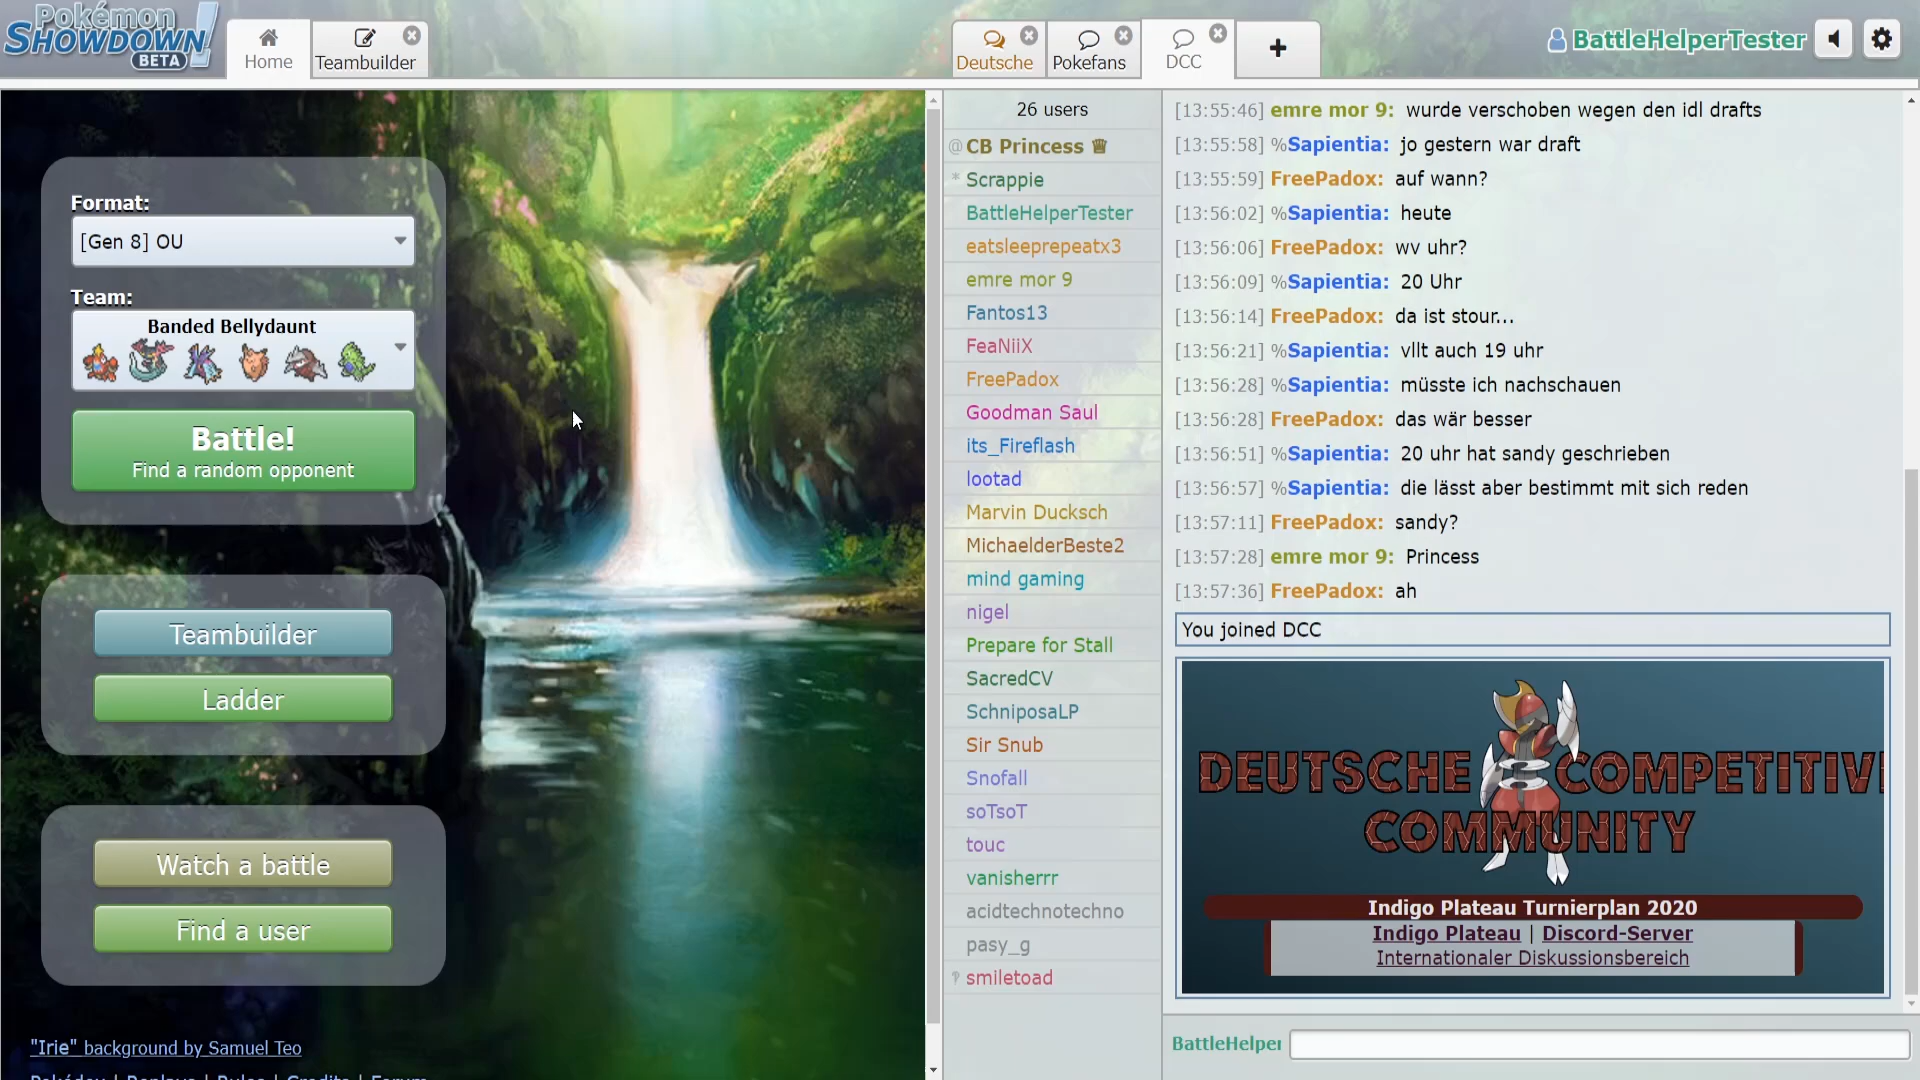 Pokémon
SHOWDOWN!
BETA
Home
Teambuilder
Deutsche
Pokefans
DCC
+
BattleHelperTester
Format:
[Gen 8] OU
Team:
Banded Bellydaunt
Battle!
Find a random opponent
Teambuilder
Ladder
Watch a battle
Find a user
"Irie" background by Samuel Teo
Pokédex | Replays | Rules | Credits | Forum
26 users
@CB Princess ♛
* Scrappie
BattleHelperTester
eatsleeprepeatx3
emre mor 9
Fantos13
FeaNiiX
FreePadox
Goodman Saul
its_Fireflash
lootad
Marvin Ducksch
MichaelderBeste2
mind gaming
nigel
Prepare for Stall
SacredCV
SchniposaLP
Sir Snub
Snofall
soTsoT
touc
vanisherrr
acidtechnotechno
pasy_g
smiletoad
[13:55:46] emre mor 9: wurde verschoben wegen den idl drafts
[13:55:58] %Sapientia: jo gestern war draft
[13:55:59] FreePadox: auf wann?
[13:56:02] %Sapientia: heute
[13:56:06] FreePadox: wv uhr?
[13:56:09] %Sapientia: 20 Uhr
[13:56:14] FreePadox: da ist stour...
[13:56:21] %Sapientia: vllt auch 19 uhr
[13:56:28] %Sapientia: müsste ich nachschauen
[13:56:28] FreePadox: das wär besser
[13:56:51] %Sapientia: 20 uhr hat sandy geschrieben
[13:56:57] %Sapientia: die lässt aber bestimmt mit sich reden
[13:57:11] FreePadox: sandy?
[13:57:28] emre mor 9: Princess
[13:57:36] FreePadox: ah
You joined DCC
DEUTSCHE COMPETITIVE
COMMUNITY
Indigo Plateau Turnierplan 2020
Indigo Plateau | Discord-Server
Internationaler Diskussionsbereich
BattleHelper